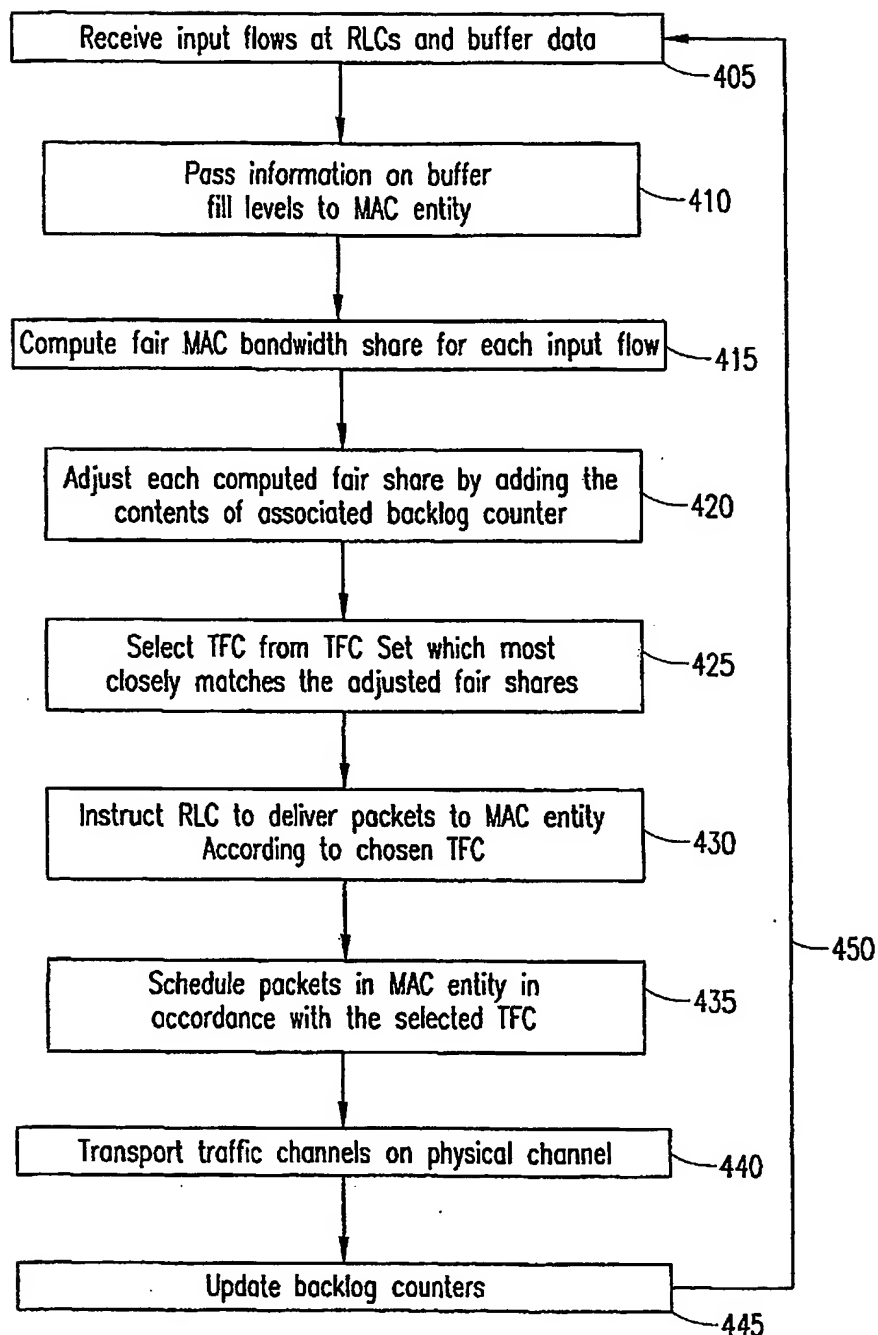 Receive input flows at RLCs and buffer data
405
Pass information on buffer
fill levels to MAC entity
410
Compute fair MAC bandwidth share for each input flow
415
Adjust each computed fair share by adding the
contents of associated backlog counter
420
Select TFC from TFC Set which most
closely matches the adjusted fair shares
425
Instruct RLC to deliver packets to MAC entity
According to chosen TFC
430
Schedule packets in MAC entity in
accordance with the selected TFC
435
450
Transport traffic channels on physical channel
440
Update backlog counters
445